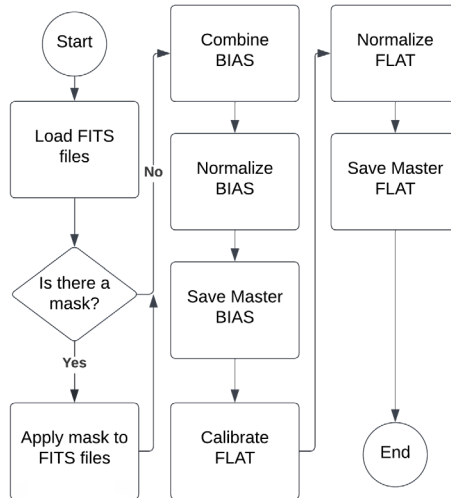 Start
Load FITS
files
Is there a
mask?
Yes
Apply mask to
FITS files
No
Combine
BIAS
Normalize
BIAS
Save Master
BIAS
Calibrate
FLAT
Normalize
FLAT
Save Master
FLAT
End